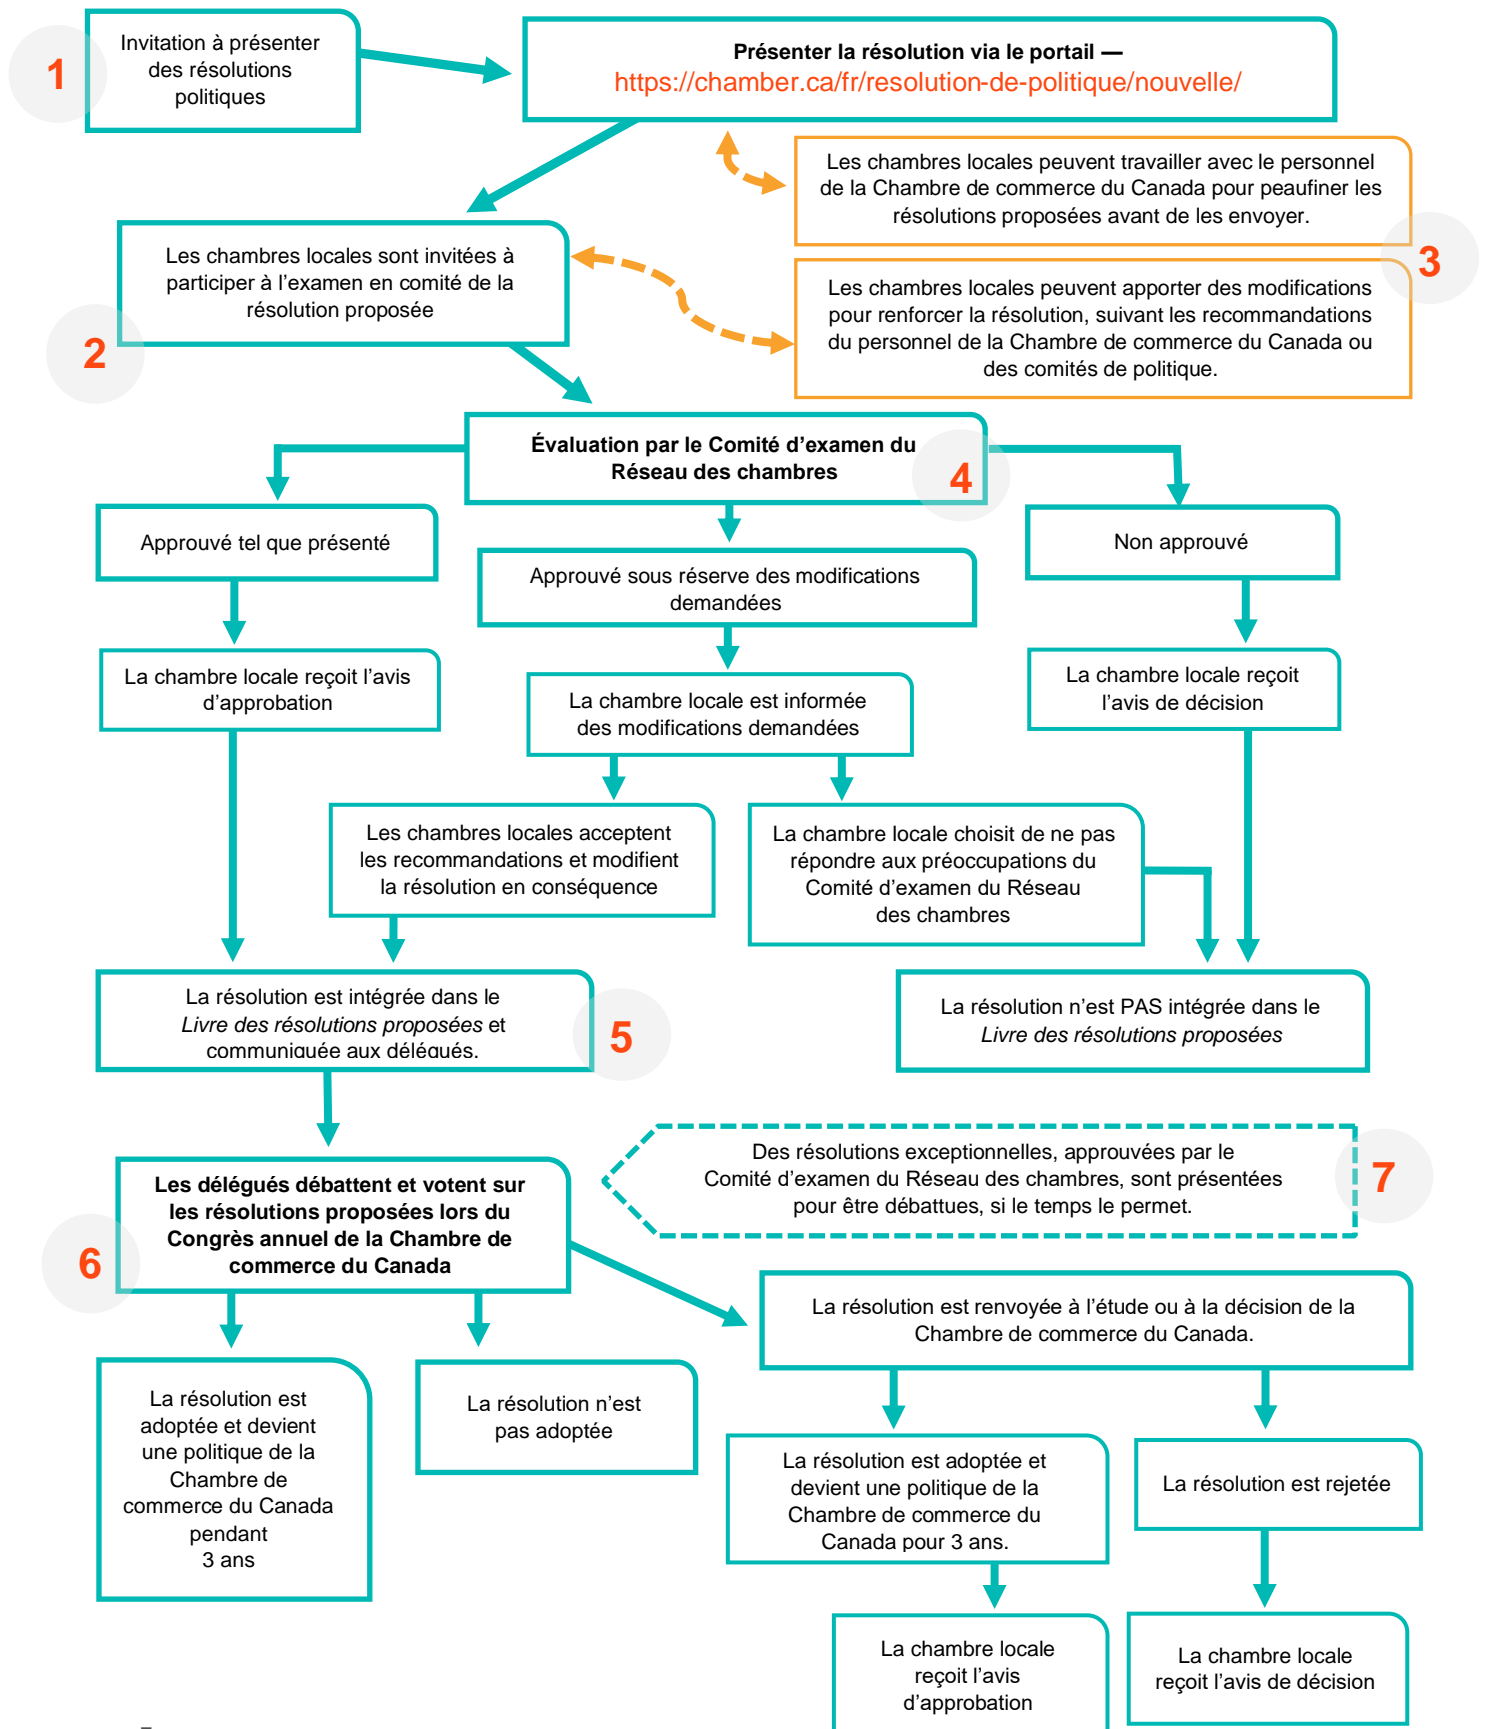 1
Invitation à présenter
des résolutions
politiques
Présenter la résolution via le portail —
https://chamber.ca/fr/resolution-de-politique/nouvelle/
Les chambres locales peuvent travailler avec le personnel
de la Chambre de commerce du Canada pour peaufiner les
résolutions proposées avant de les envoyer.
3
Les chambres locales sont invitées à
participer à l’examen en comité de la
résolution proposée
2
Les chambres locales peuvent apporter des modifications
pour renforcer la résolution, suivant les recommandations
du personnel de la Chambre de commerce du Canada ou
des comités de politique.
Évaluation par le Comité d’examen du
Réseau des chambres
4
Approuvé tel que présenté
Approuvé sous réserve des modifications
demandées
Non approuvé
La chambre locale reçoit l’avis
d’approbation
La chambre locale est informée
des modifications demandées
La chambre locale reçoit
l’avis de décision
Les chambres locales acceptent
les recommandations et modifient
la résolution en conséquence
La chambre locale choisit de ne pas
répondre aux préoccupations du
Comité d’examen du Réseau
des chambres
La résolution est intégrée dans le
Livre des résolutions proposées et
communiquée aux délégués.
5
La résolution n’est PAS intégrée dans le
Livre des résolutions proposées
Des résolutions exceptionnelles, approuvées par le
Comité d’examen du Réseau des chambres, sont présentées
pour être débattues, si le temps le permet.
7
Les délégués débattent et votent sur
les résolutions proposées lors du
Congrès annuel de la Chambre de
commerce du Canada
6
La résolution est renvoyée à l’étude ou à la décision de la
Chambre de commerce du Canada.
La résolution est
adoptée et devient
une politique de la
Chambre de
commerce du Canada
pendant
3 ans
La résolution n’est
pas adoptée
La résolution est adoptée et
devient une politique de la
Chambre de commerce du
Canada pour 3 ans.
La résolution est rejetée
La chambre locale
reçoit l’avis
d’approbation
La chambre locale
reçoit l’avis de décision